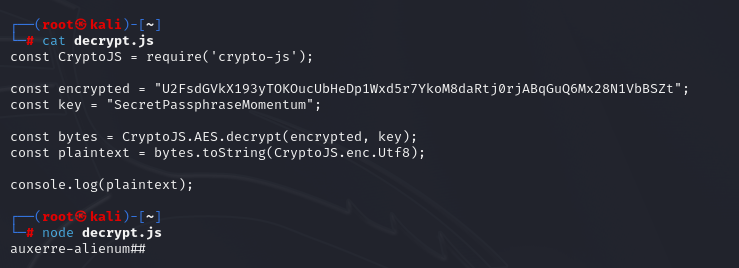 ┌──(root㉿kali)-[~]
└─# cat decrypt.js
const CryptoJS = require('crypto-js');
const encrypted = "U2FsdGVkX193yTOKOucUbHeDp1Wxd5r7YkoM8daRtj0rjABqGuQ6Mx28N1VbBSZt";
const key = "SecretPassphraseMomentum";
const bytes = CryptoJS.AES.decrypt(encrypted, key);
const plaintext = bytes.toString(CryptoJS.enc.Utf8);
console.log(plaintext);
┌──(root㉿kali)-[~]
└─# node decrypt.js
auxerre-alienum##